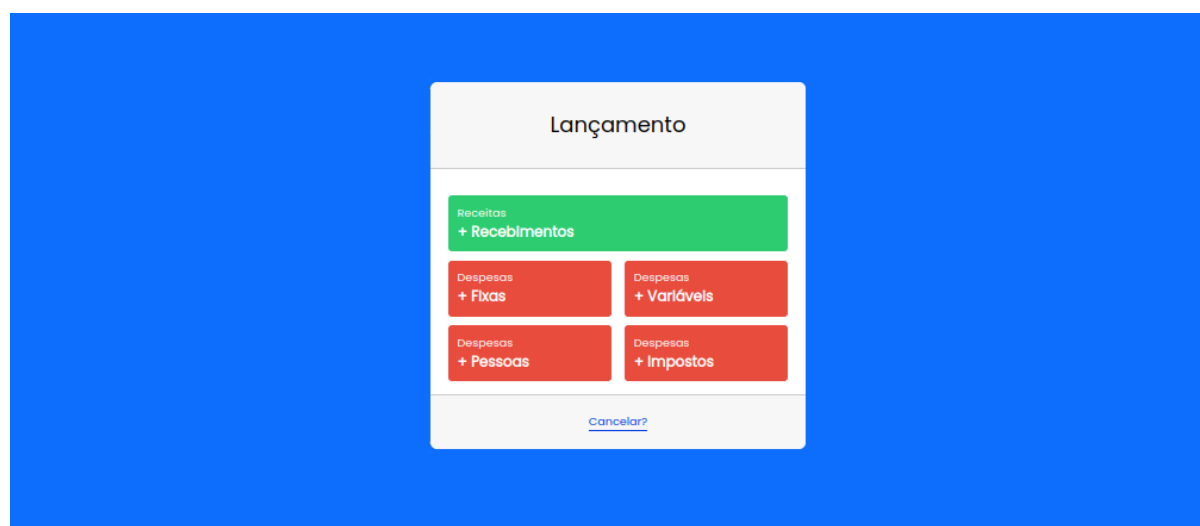 Lançamento
Receitas
+ Recebimentos
Despesas
+ Fixas
Despesas
+ Variáveis
Despesas
+ Pessoas
Despesas
+ Impostos
Cancelar?